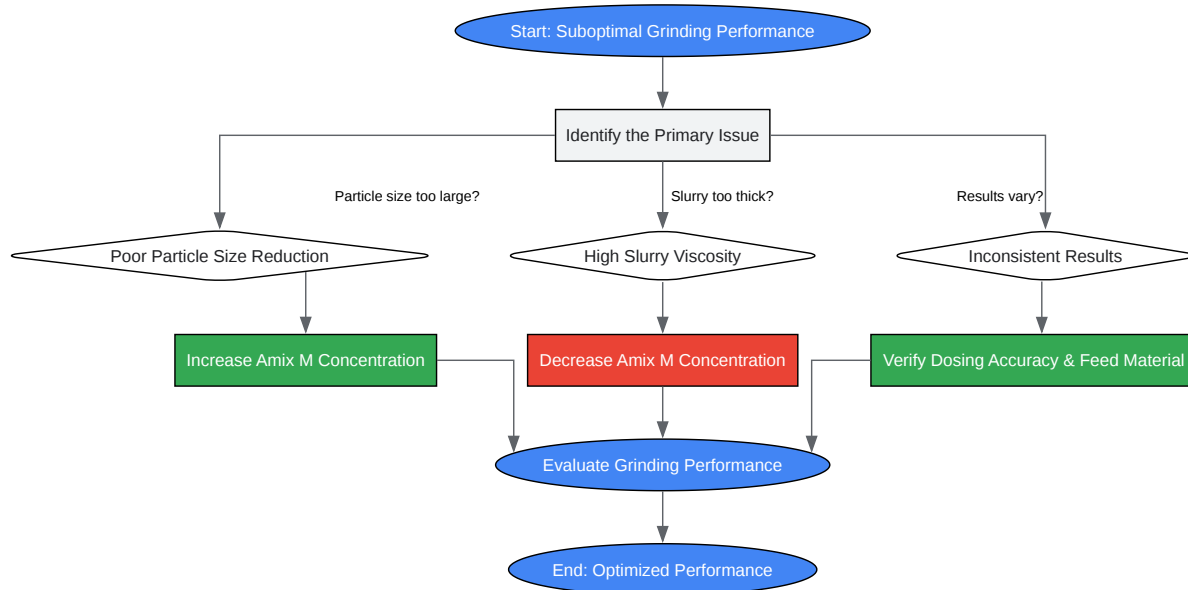 Start: Suboptimal Grinding Performance
Identify the Primary Issue
Particle size too large?
Slurry too thick?
Results vary?
Poor Particle Size Reduction
High Slurry Viscosity
Inconsistent Results
Increase Amix M Concentration
Decrease Amix M Concentration
Verify Dosing Accuracy & Feed Material
Evaluate Grinding Performance
End: Optimized Performance